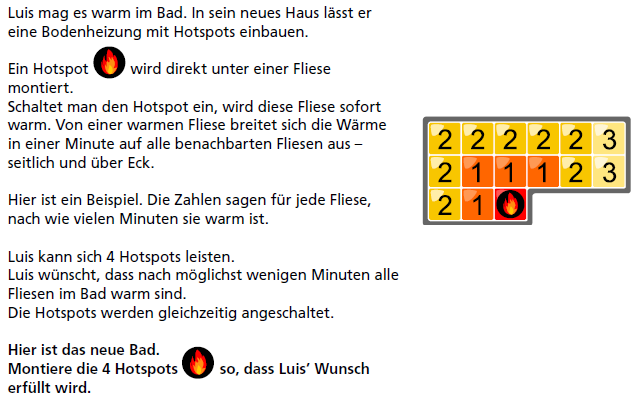 Luis mag es warm im Bad. In sein neues Haus lässt er
eine Bodenheizung mit Hotspots einbauen.
Ein Hotspot wird direkt unter einer Fliese
montiert.
Schaltet man den Hotspot ein, wird diese Fliese sofort
warm. Von einer warmen Fliese breitet sich die Wärme
in einer Minute auf alle benachbarten Fliesen aus –
seitlich und über Eck.
Hier ist ein Beispiel. Die Zahlen sagen für jede Fliese,
nach wie vielen Minuten sie warm ist.
Luis kann sich 4 Hotspots leisten.
Luis wünscht, dass nach möglichst wenigen Minuten alle
Fliesen im Bad warm sind.
Die Hotspots werden gleichzeitig angeschaltet.
Hier ist das neue Bad.
Montiere die 4 Hotspots so, dass Luis’ Wunsch
erfüllt wird.
2 2 2 2 2 3
2 1 1 1 2 3
2 1